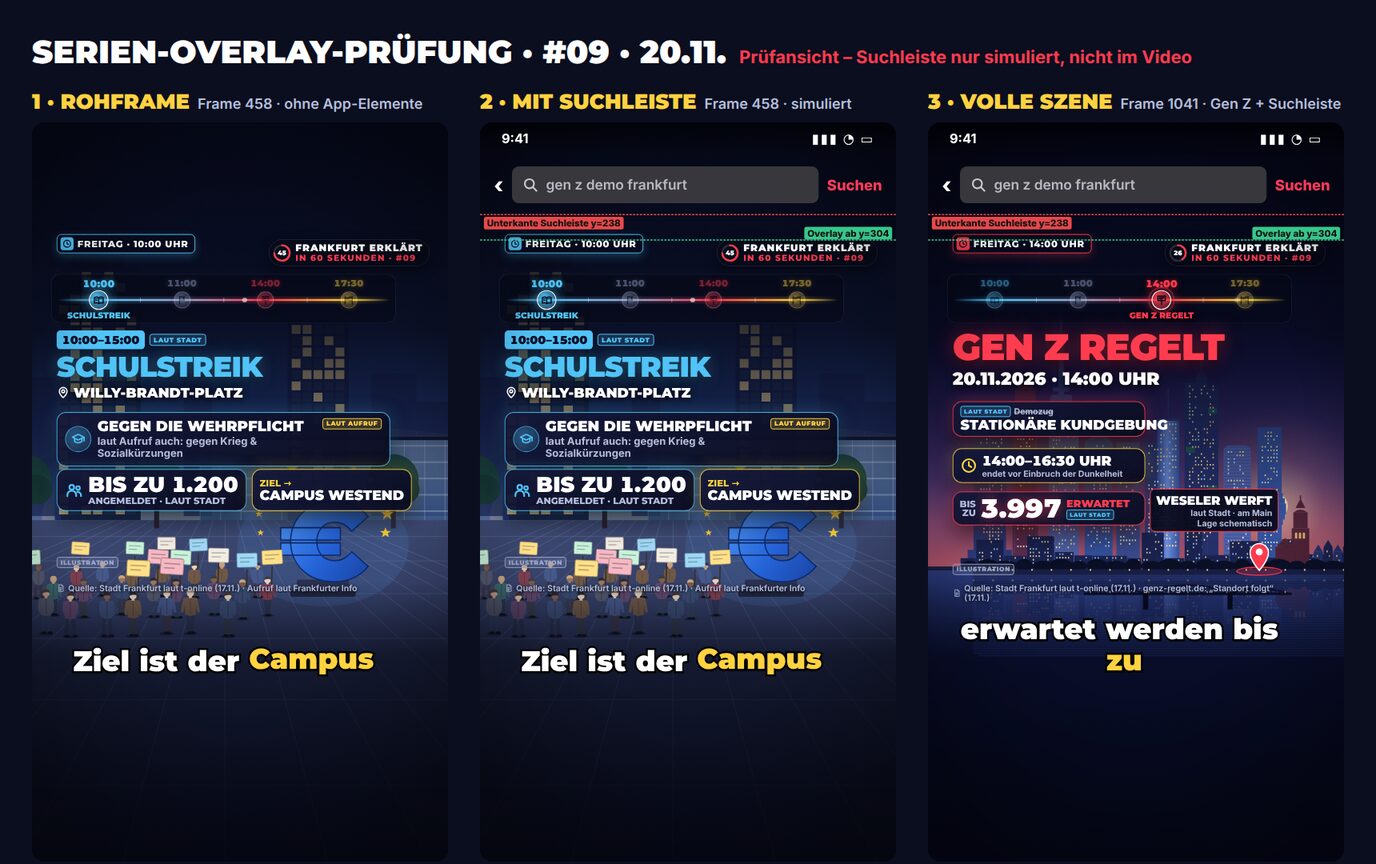 SERIEN-OVERLAY-PRÜFUNG • #09 • 20.11. Prüfansicht – Suchleiste nur simuliert, nicht im Video
1 • ROHFRAME Frame 458 · ohne App-Elemente
FREITAG · 10:00 UHR
45 FRANKFURT ERKLÄRT
IN 60 SEKUNDEN · #09
10:00 11:00 14:00 17:30
SCHULSTREIK
10:00–15:00 LAUT STADT
SCHULSTREIK
WILLY-BRANDT-PLATZ
GEGEN DIE WEHRPFLICHT LAUT AUFRUF
laut Aufruf auch: gegen Krieg &
Sozialkürzungen
BIS ZU 1.200
ANGEMELDET · LAUT STADT
ZIEL →
CAMPUS WESTEND
ILLUSTRATION
Quelle: Stadt Frankfurt laut t-online (17.11.) · Aufruf laut Frankfurter Info
Ziel ist der Campus
2 • MIT SUCHLEISTE Frame 458 · simuliert
9:41
gen z demo frankfurt Suchen
Unterkante Suchleiste y=238
Overlay ab y=304
FREITAG · 10:00 UHR
45 FRANKFURT ERKLÄRT
IN 60 SEKUNDEN · #09
10:00 11:00 14:00 17:30
SCHULSTREIK
10:00–15:00 LAUT STADT
SCHULSTREIK
WILLY-BRANDT-PLATZ
GEGEN DIE WEHRPFLICHT LAUT AUFRUF
laut Aufruf auch: gegen Krieg &
Sozialkürzungen
BIS ZU 1.200
ANGEMELDET · LAUT STADT
ZIEL →
CAMPUS WESTEND
ILLUSTRATION
Quelle: Stadt Frankfurt laut t-online (17.11.) · Aufruf laut Frankfurter Info
Ziel ist der Campus
3 • VOLLE SZENE Frame 1041 · Gen Z + Suchleiste
9:41
gen z demo frankfurt Suchen
Unterkante Suchleiste y=238
Overlay ab y=304
FREITAG · 14:00 UHR
26 FRANKFURT ERKLÄRT
IN 60 SEKUNDEN · #09
10:00 11:00 14:00 17:30
GEN Z REGELT
GEN Z REGELT
20.11.2026 · 14:00 UHR
LAUT STADT Demozug
STATIONÄRE KUNDGEBUNG
14:00–16:30 UHR
endet vor Einbruch der Dunkelheit
BIS ZU 3.997 ERWARTET
LAUT STADT
WESELER WERFT
laut Stadt · am Main
Lage schematisch
ILLUSTRATION
Quelle: Stadt Frankfurt laut t-online (17.11.) · genz-regelt.de: „Standort folgt“
(17.11.)
erwartet werden bis
zu